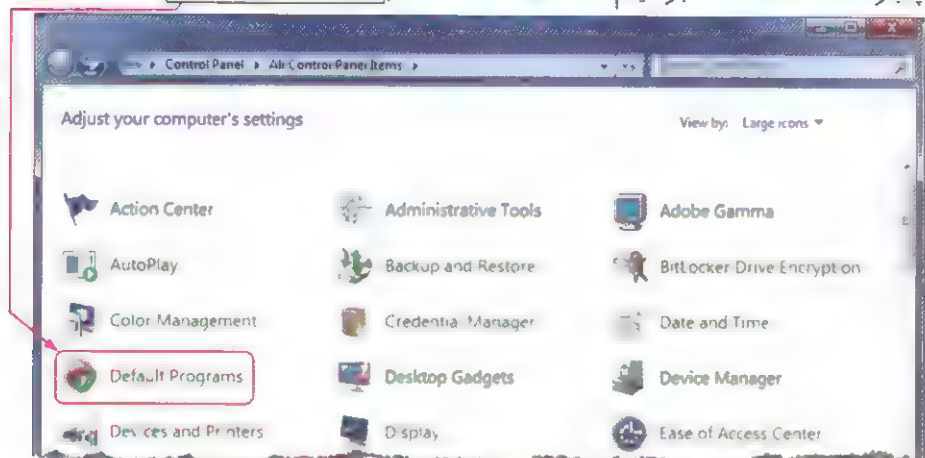 Control Panel ▸ All Control Panel Items ▸
Adjust your computer's settings
View by: Large icons ▼
Action Center
Administrative Tools
Adobe Gamma
AutoPlay
Backup and Restore
BitLocker Drive Encryption
Color Management
Credential Manager
Date and Time
Default Programs
Desktop Gadgets
Device Manager
Devices and Printers
Display
Ease of Access Center